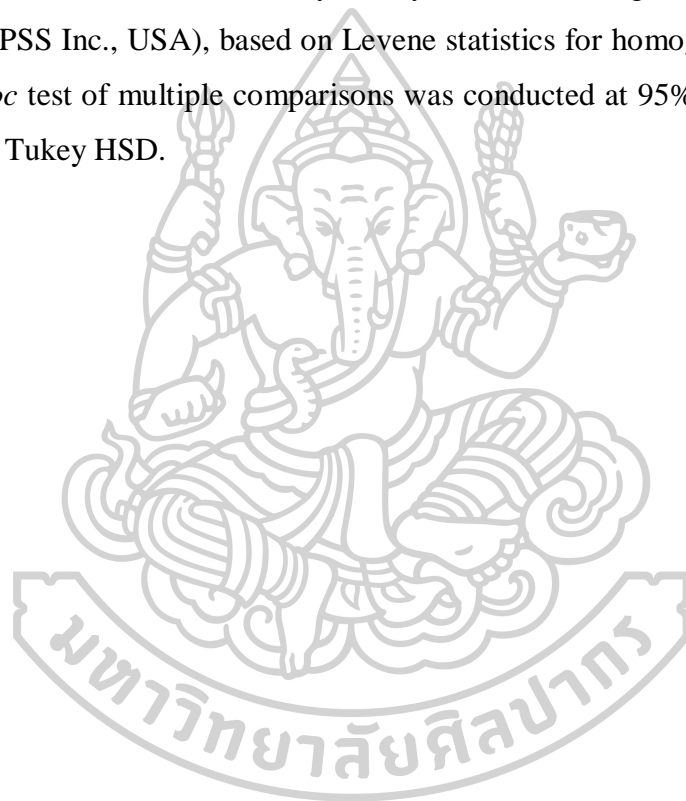 PSS Inc., USA), based on Levene statistics for homo
oc test of multiple comparisons was conducted at 95%
Tukey HSD.
มหาวิทยาลัยศิลปากร